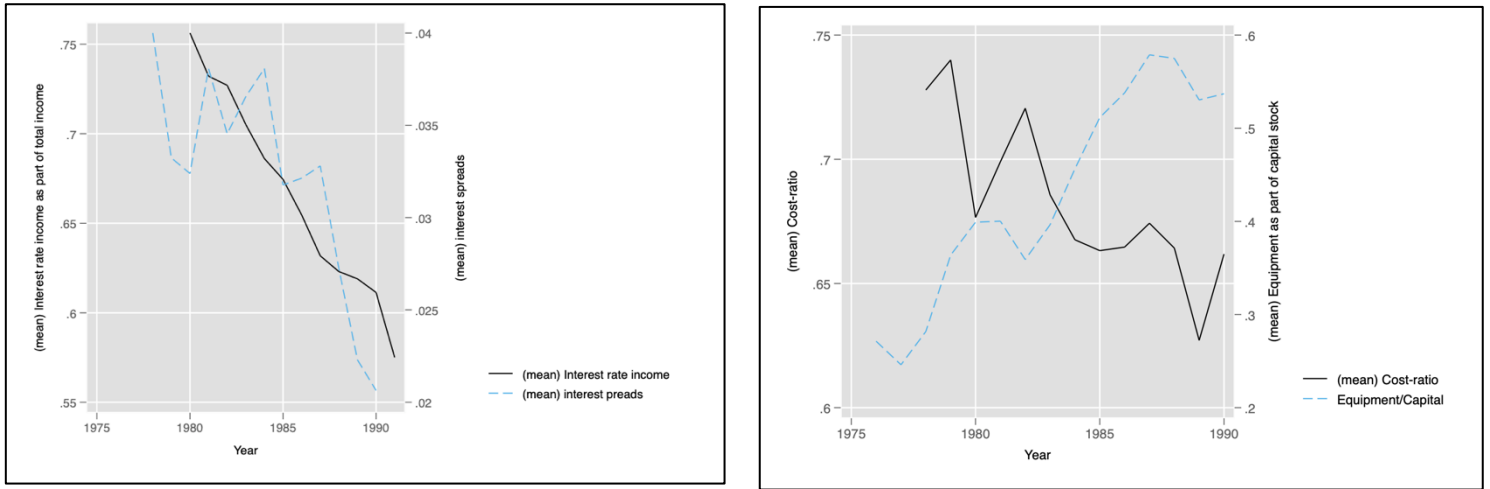 (mean) Interest rate income as part of total income
.75
.7
.65
.6
.55
.04
.035
.03
.025
.02
(mean) interest spreads
1975 1980 1985 1990
Year
(mean) Interest rate income
(mean) interest preads
(mean) Cost-ratio
.75
.7
.65
.6
.6
.5
.4
.3
.2
(mean) Equipment as part of capital stock
1975 1980 1985 1990
Year
(mean) Cost-ratio
Equipment/Capital